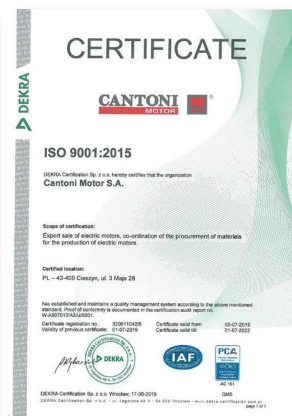 CERTIFICATE
DEKRA
CANTONI
MOTOR
ISO 9001:2015
DEKRA Certification Sp. z o.o. hereby certifies that the organization
Cantoni Motor S.A.
Scope of certification:
Export sale of electric motors, co-ordination of the procurement of materials
for the production of electric motors.
Certified location:
PL – 43-400 Cieszyn, ul. 3 Maja 28
has established and maintains a quality management system according to the above mentioned
standard. Proof of conformity is documented in the certification audit report no.
Certificate registration no.:
Certificate valid from: 02-07-2019
Validity of previous certificate: 01-07-2019
Certificate valid till: 01-07-2022
DEKRA
IAF
PCA
QMS
AC 151
DEKRA Certification Sp. z o.o. Wrocław; 17-06-2019
page 1 of 1